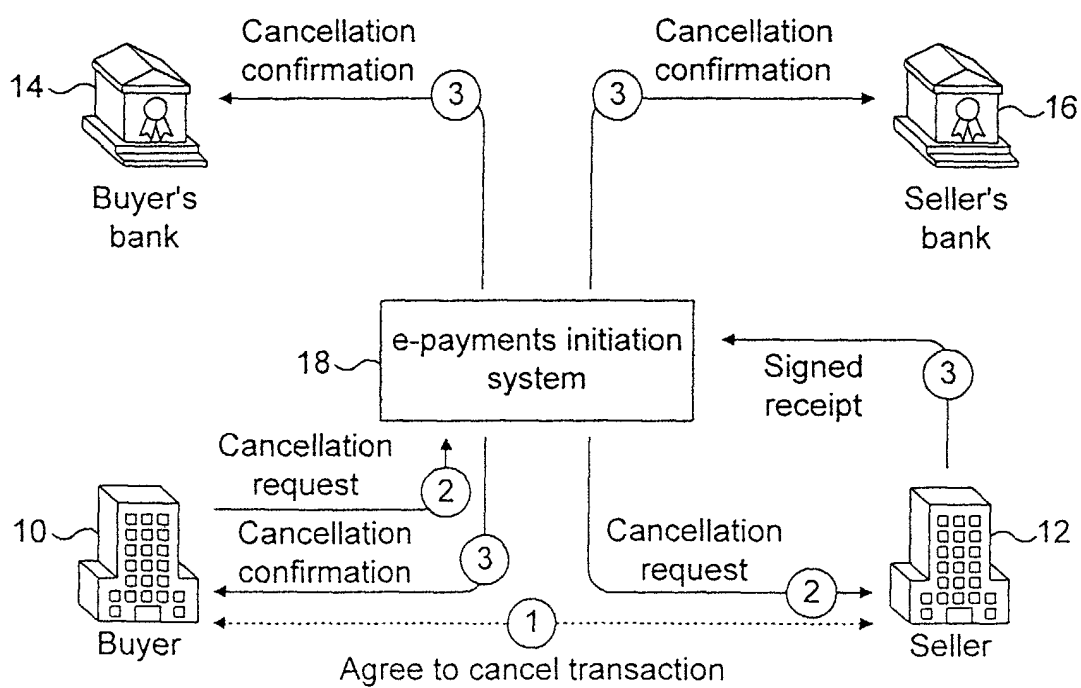 Cancellation
confirmation
3
14
Buyer's
bank
Cancellation
confirmation
3
16
Seller's
bank
18
e-payments initiation
system
Signed
receipt
3
Cancellation
request
2
10
Cancellation
confirmation
3
Buyer
Cancellation
request
2
12
Seller
1
Agree to cancel transaction